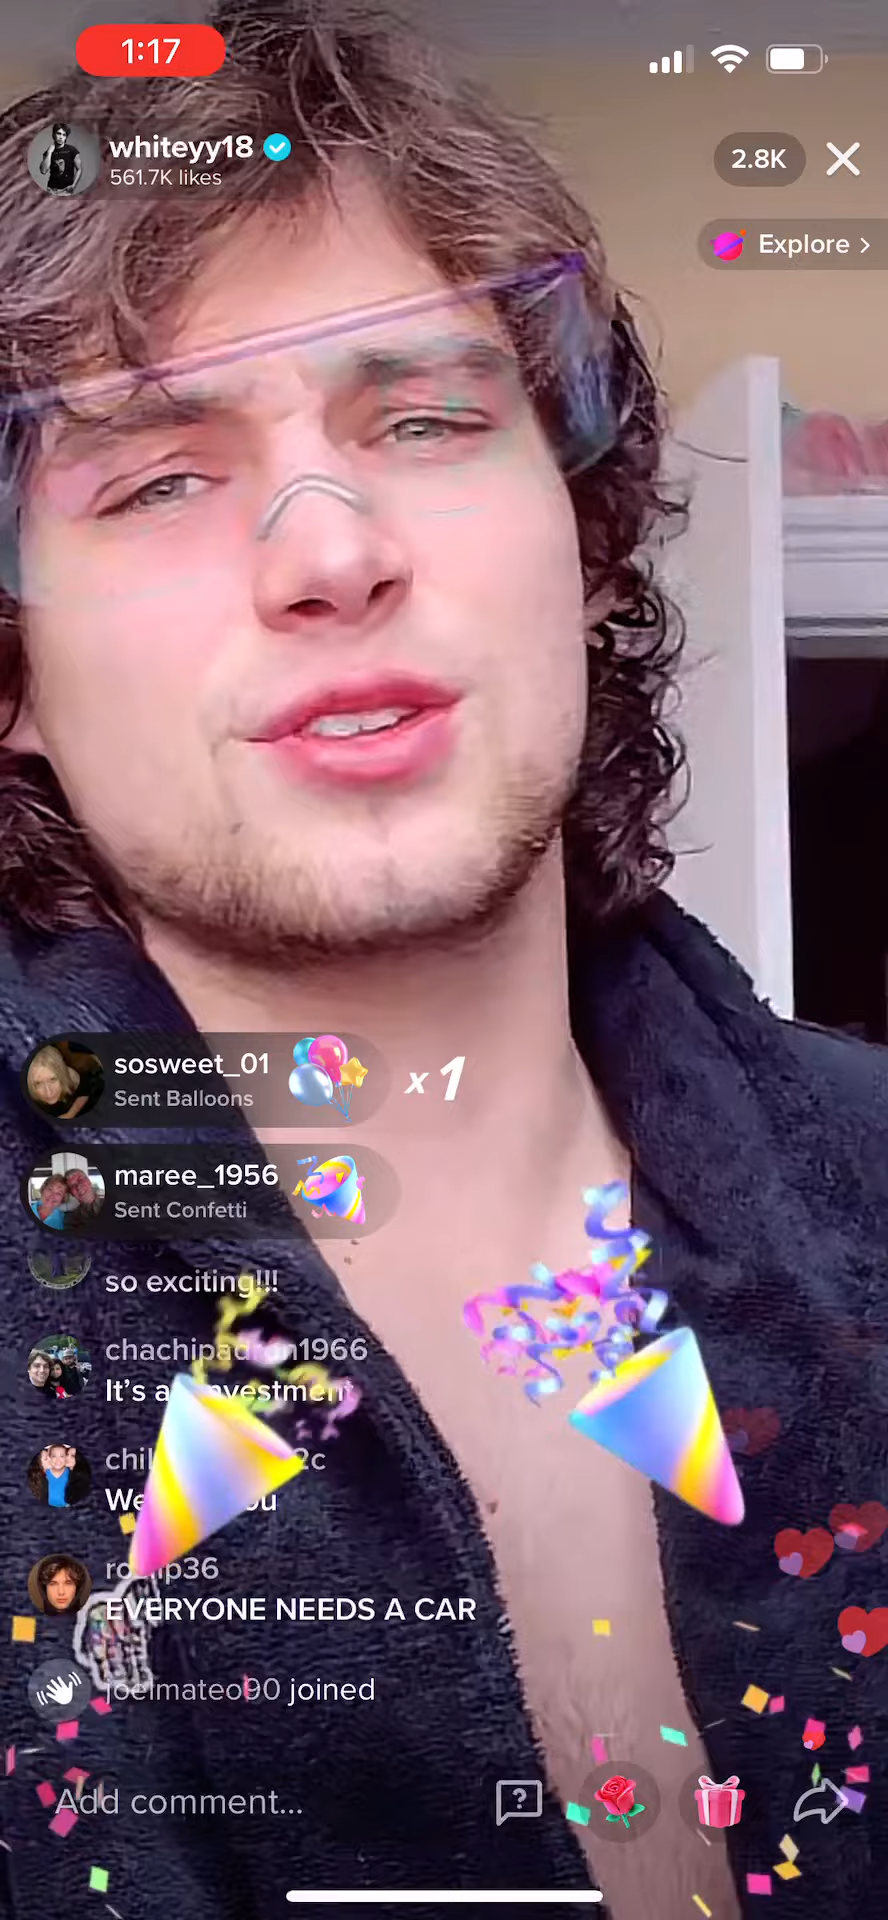 1:17
whiteyy18
561.7K likes
2.8K
Explore >
sosweet_01
Sent Balloons
x 1
maree_1956
Sent Confetti
so exciting!!!
It's a
joelmateo90 joined
EVERYONE NEEDS A CAR
Add comment...